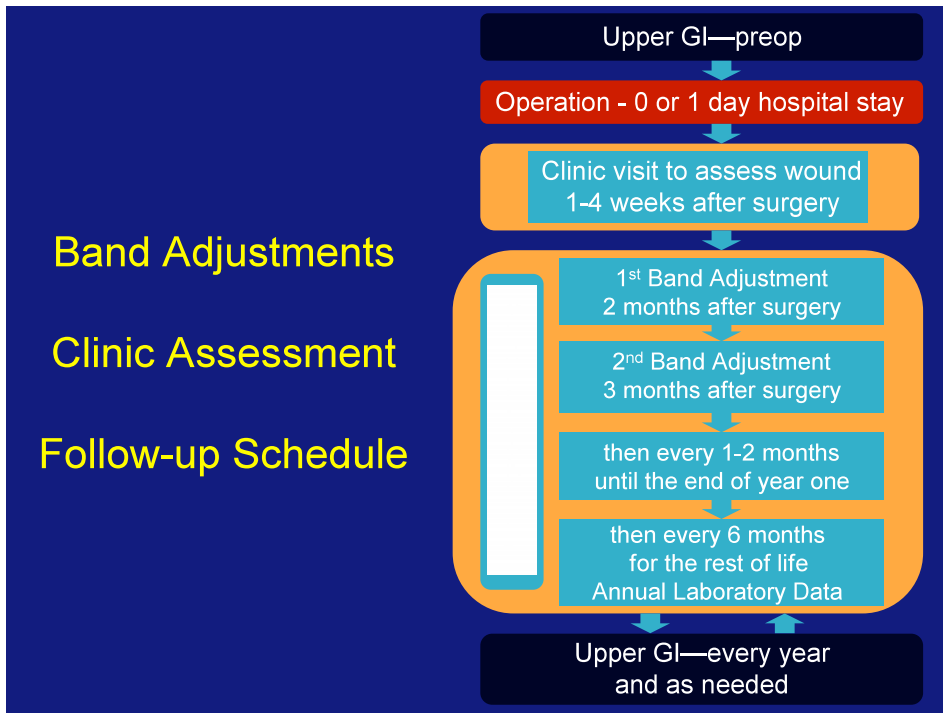 Band Adjustments
Clinic Assessment
Follow-up Schedule
Upper GI—preop
Operation - 0 or 1 day hospital stay
Clinic visit to assess wound
1-4 weeks after surgery
1st Band Adjustment
2 months after surgery
2nd Band Adjustment
3 months after surgery
then every 1-2 months
until the end of year one
then every 6 months
for the rest of life
Annual Laboratory Data
Upper GI—every year
and as needed